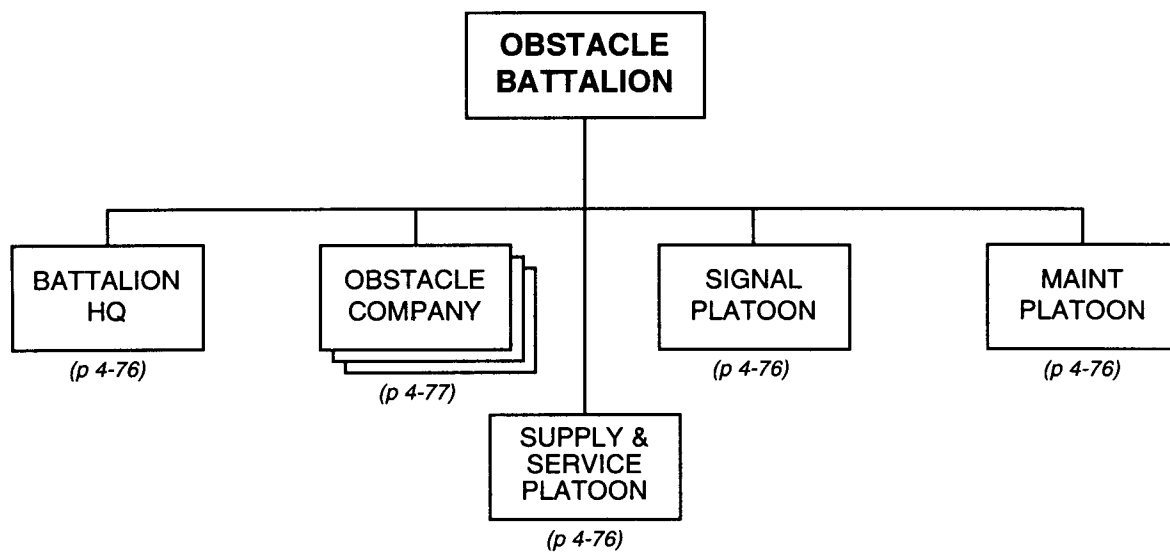 OBSTACLE
BATTALION
BATTALION
HQ
(p 4-76)
OBSTACLE
COMPANY
(p 4-77)
SIGNAL
PLATOON
(p 4-76)
MAINT
PLATOON
(p 4-76)
SUPPLY &
SERVICE
PLATOON
(p 4-76)